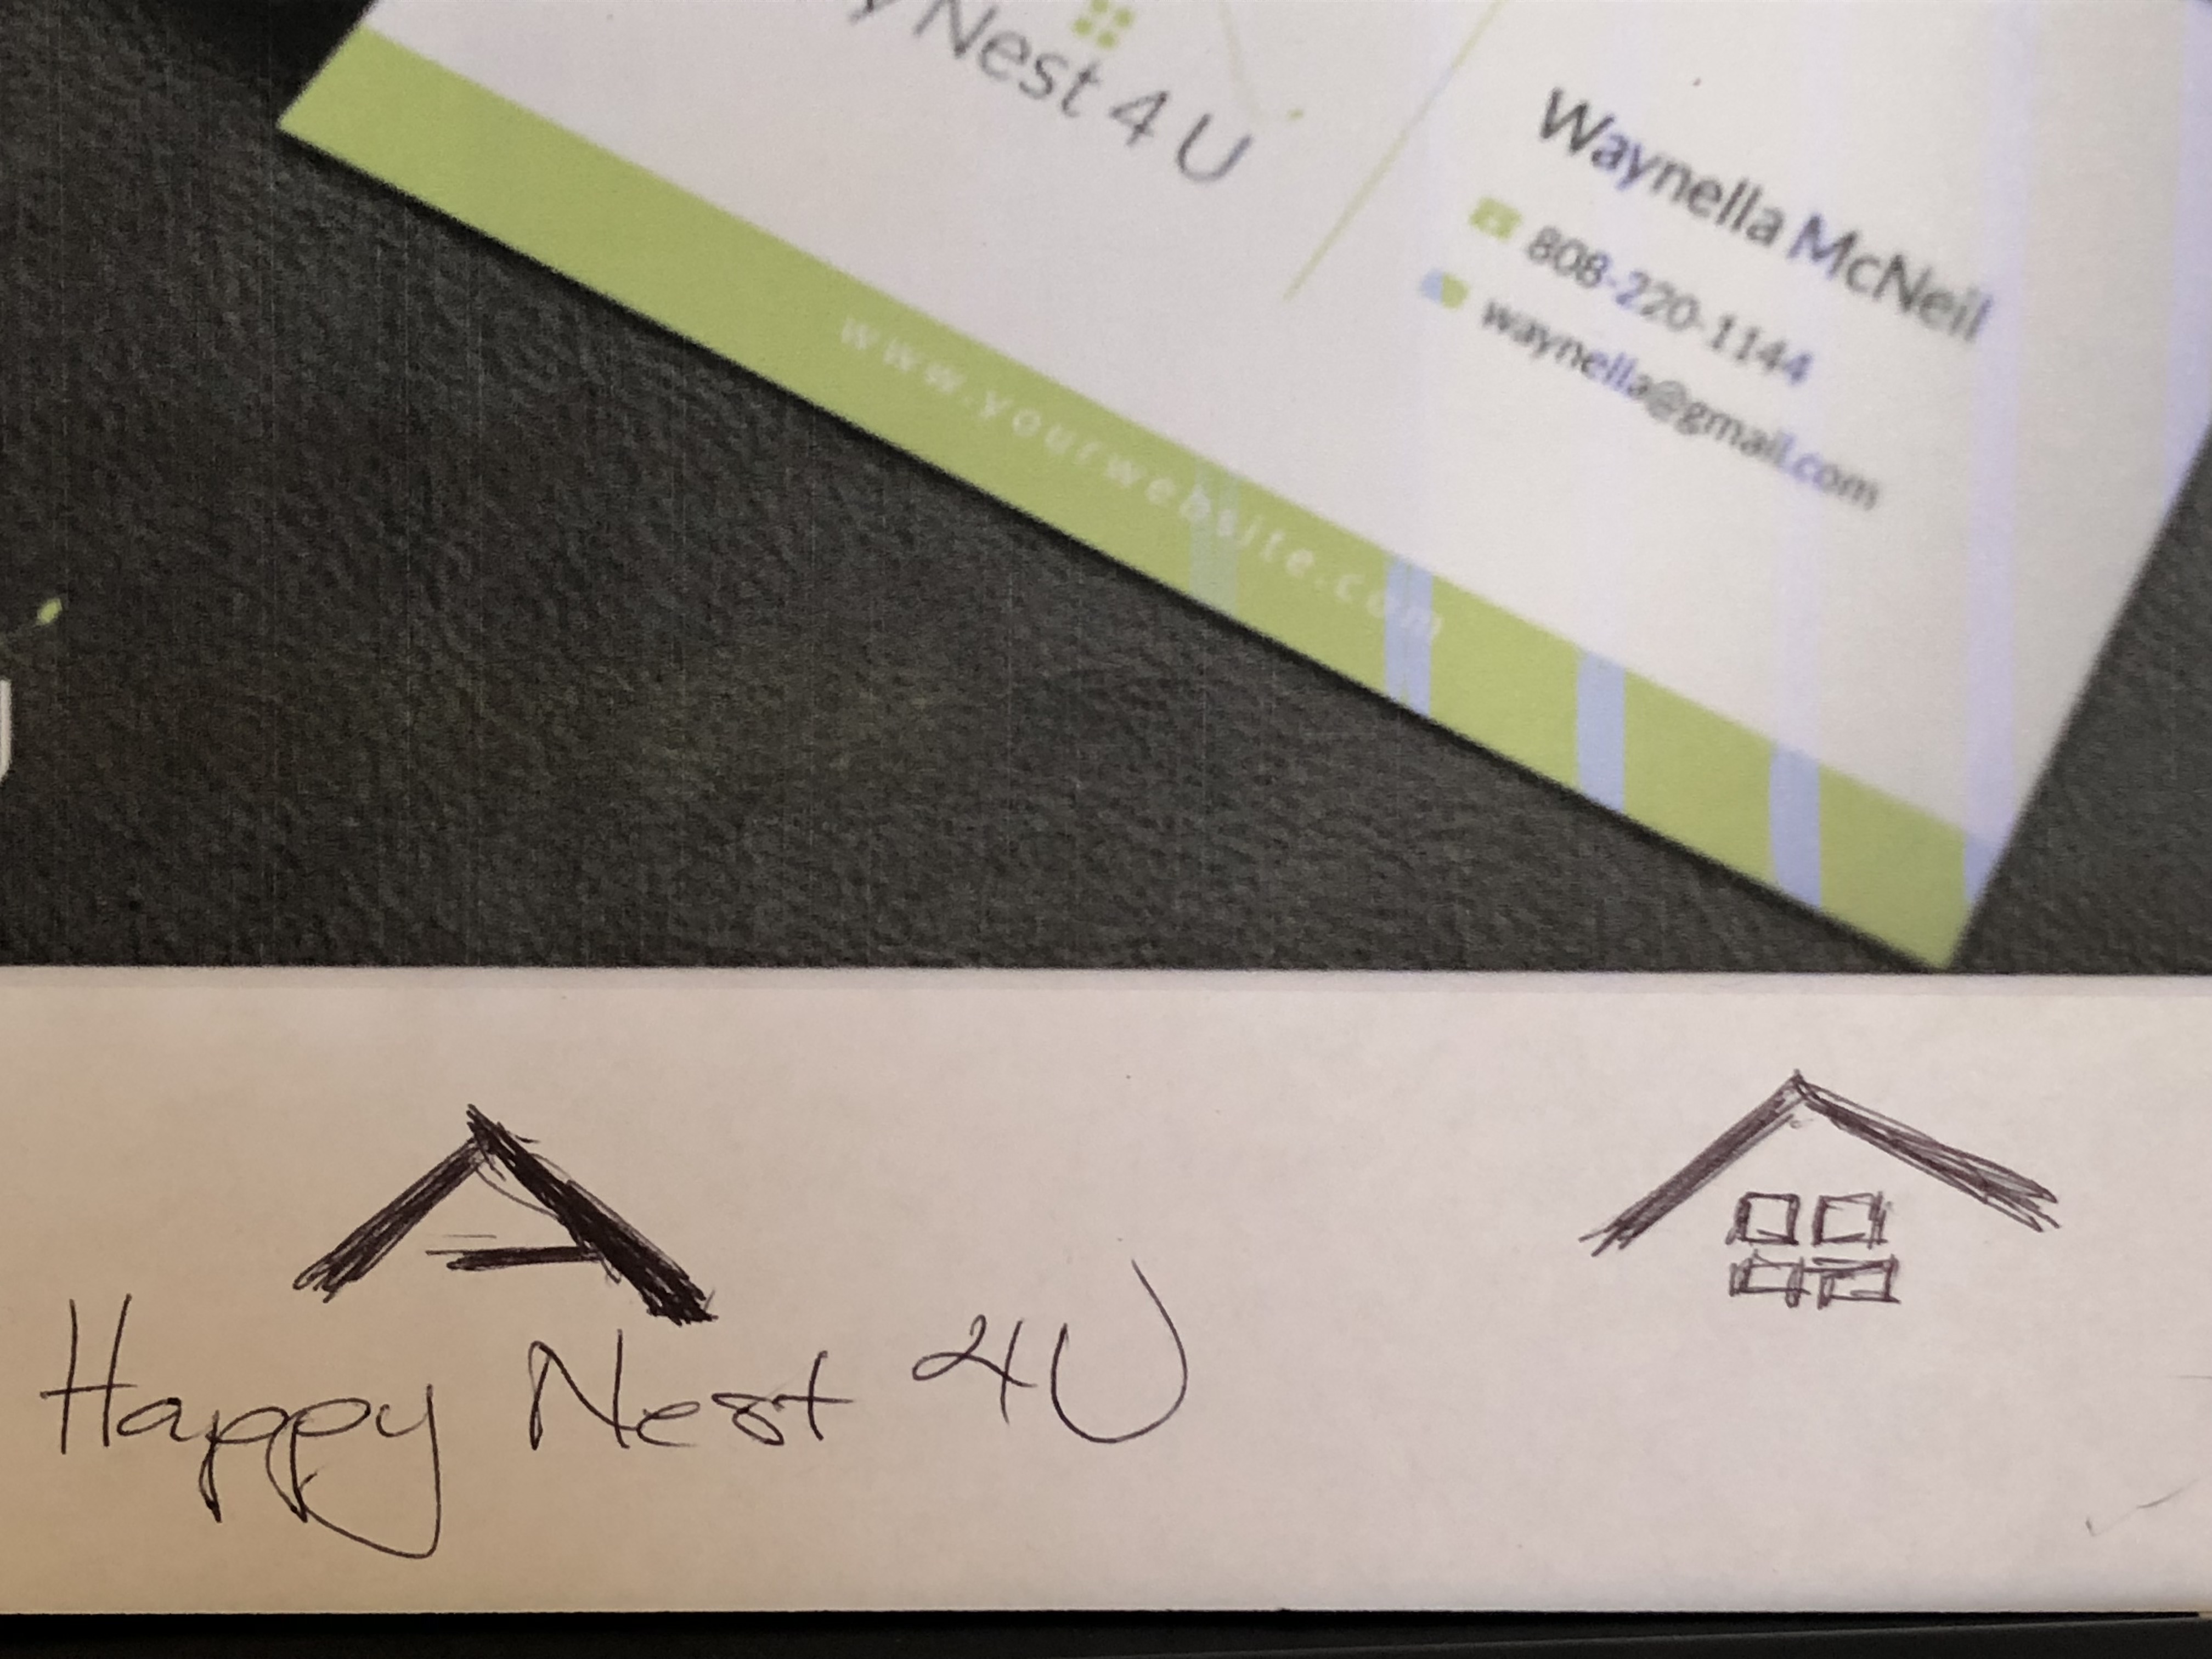 y Nest 4 U
Waynella McNeil
808-220-1144
waynella@gmail.com
www.yourwebsite.com
Happy Nest 4U